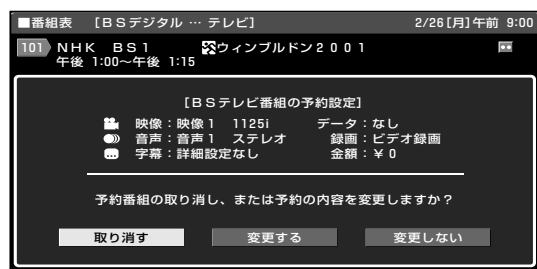 ■番組表 [BSデジタル … テレビ] 2/26[月]午前 9:00
101 NHK BS1 ウィンブルドン2001
午後 1:00～午後 1:15
[BSテレビ番組の予約設定]
映像：映像1 1125i データ：なし
音声：音声1 ステレオ 録画：ビデオ録画
字幕：詳細設定なし 金額：¥0
予約番組の取り消し、または予約の内容を変更しますか？
取り消す 変更する 変更しない